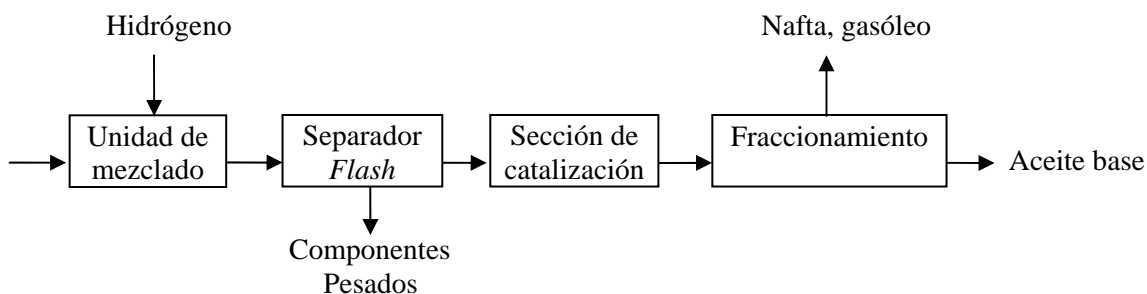 Hidrógeno
Nafta, gasóleo
Unidad de
mezclado
Separador
Flash
Sección de
catalización
Fraccionamiento
Aceite base
Componentes
Pesados